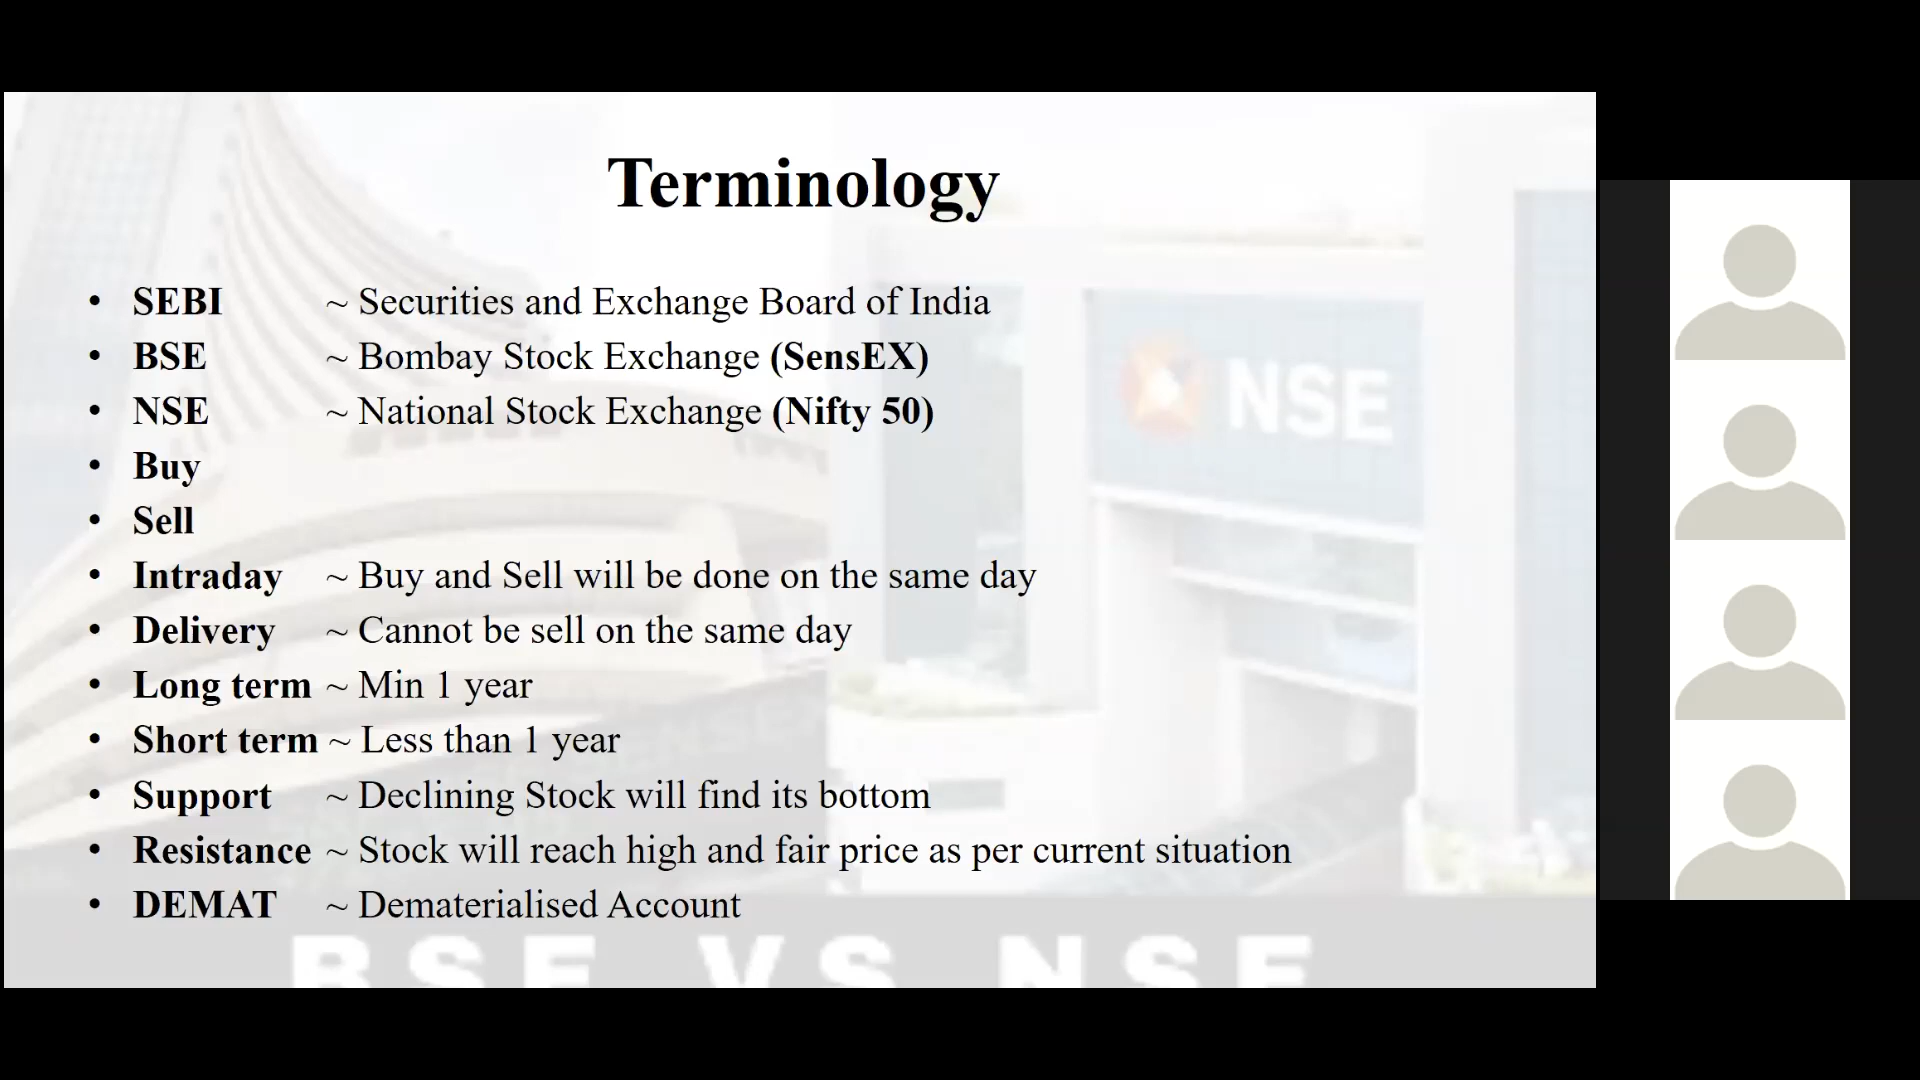 Terminology
• SEBI ~ Securities and Exchange Board of India
• BSE ~ Bombay Stock Exchange (SensEX)
• NSE ~ National Stock Exchange (Nifty 50)
• Buy
• Sell
• Intraday ~ Buy and Sell will be done on the same day
• Delivery ~ Cannot be sell on the same day
• Long term ~ Min 1 year
• Short term ~ Less than 1 year
• Support ~ Declining Stock will find its bottom
• Resistance ~ Stock will reach high and fair price as per current situation
• DEMAT ~ Dematerialised Account
NSE
BSE VS NSE